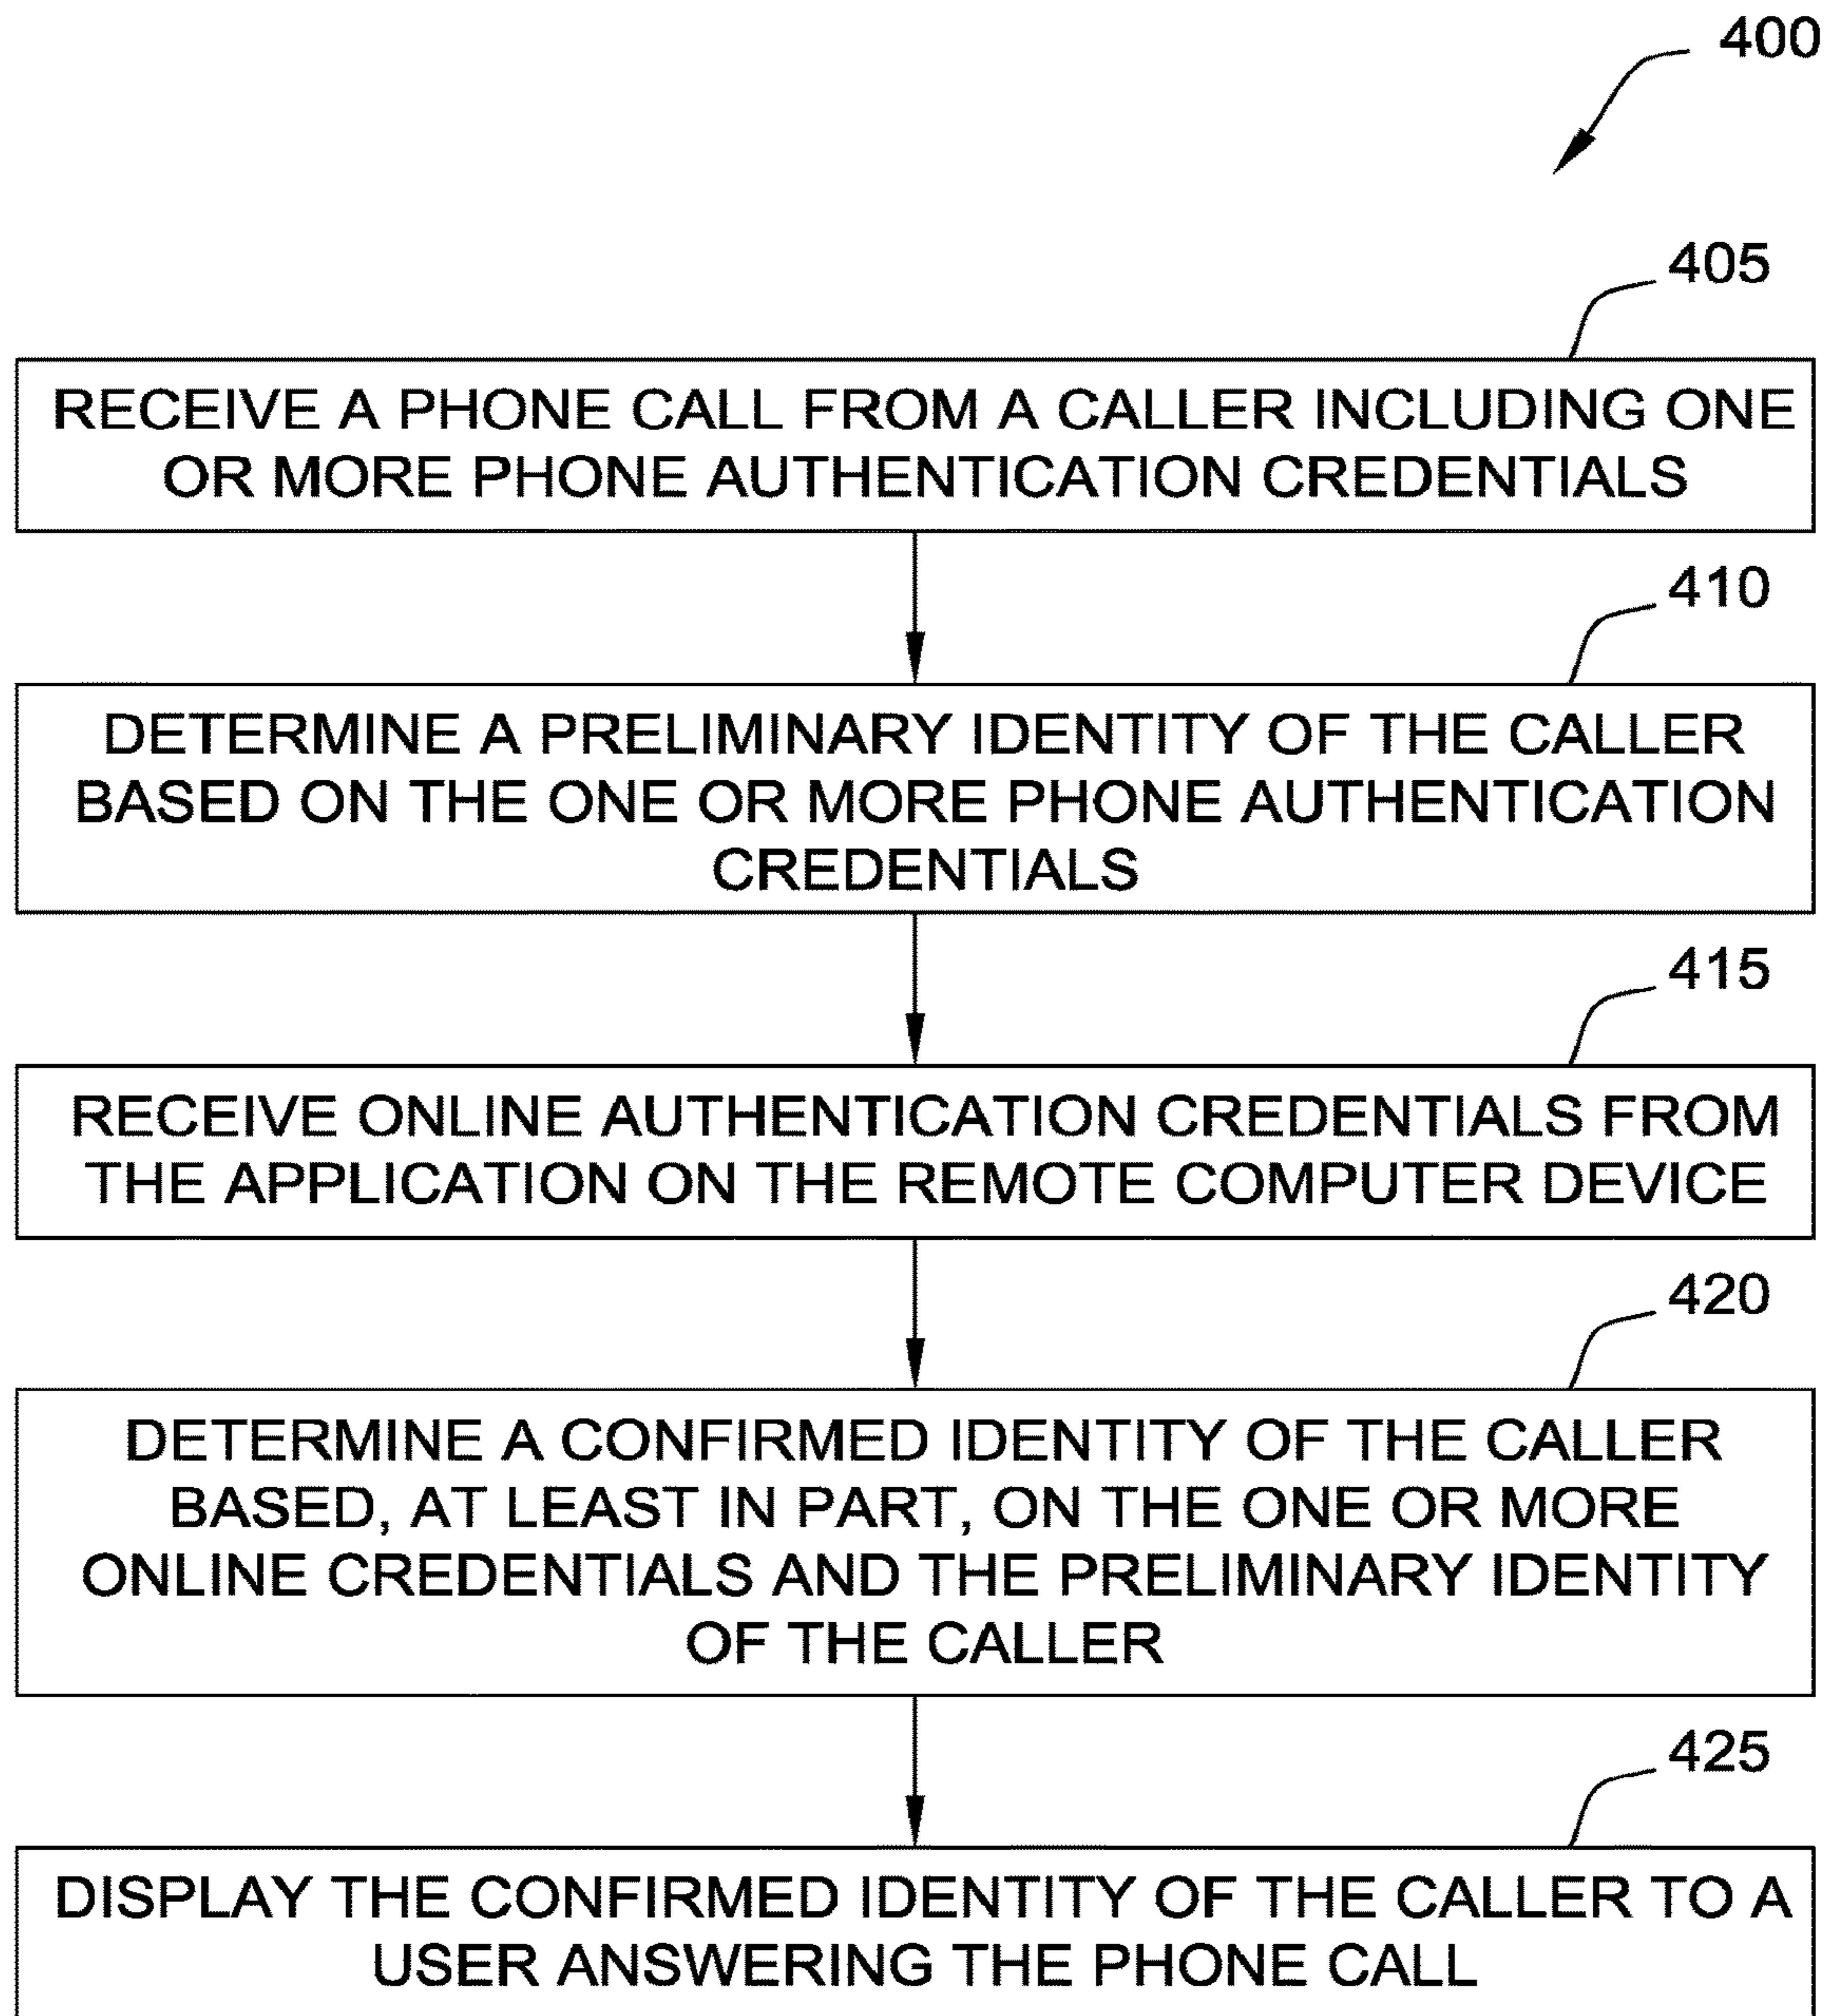 400
405
RECEIVE A PHONE CALL FROM A CALLER INCLUDING ONE
OR MORE PHONE AUTHENTICATION CREDENTIALS
410
DETERMINE A PRELIMINARY IDENTITY OF THE CALLER
BASED ON THE ONE OR MORE PHONE AUTHENTICATION
CREDENTIALS
415
RECEIVE ONLINE AUTHENTICATION CREDENTIALS FROM
THE APPLICATION ON THE REMOTE COMPUTER DEVICE
420
DETERMINE A CONFIRMED IDENTITY OF THE CALLER
BASED, AT LEAST IN PART, ON THE ONE OR MORE
ONLINE CREDENTIALS AND THE PRELIMINARY IDENTITY
OF THE CALLER
425
DISPLAY THE CONFIRMED IDENTITY OF THE CALLER TO A
USER ANSWERING THE PHONE CALL